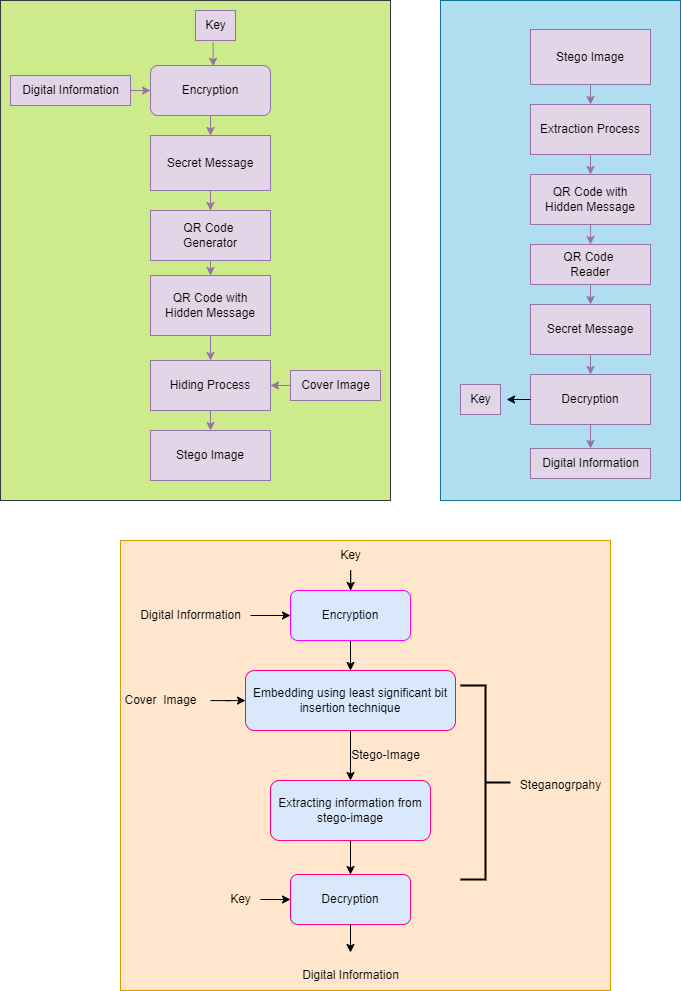 Key
Digital Information
Encryption
Secret Message
QR Code
Generator
QR Code with
Hidden Message
Hiding Process
Cover Image
Stego Image
Stego Image
Extraction Process
QR Code with
Hidden Message
QR Code
Reader
Secret Message
Key
Decryption
Digital Information
Key
Digital Inforrmation
Encryption
Cover Image
Embedding using least significant bit
insertion technique
Stego-Image
Steganogrpahy
Extracting information from
stego-image
Key
Decryption
Digital Information